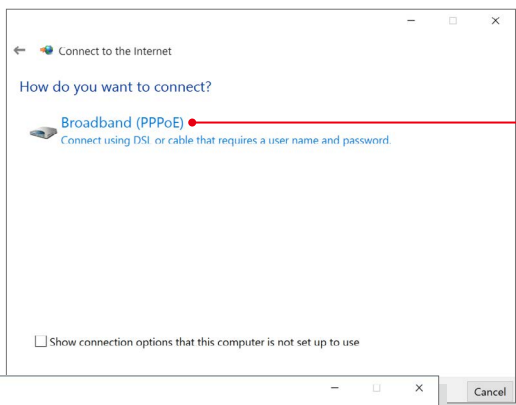 Connect to the Internet
How do you want to connect?
Broadband (PPPoE)
Connect using DSL or cable that requires a user name and password.
Show connection options that this computer is not set up to use
Cancel